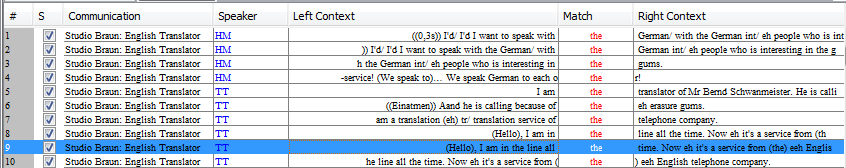 # S Communication Speaker Left Context Match Right Context
1 Studio Braun: English Translator HM ((0,3s)) I'd/ I'd I want to speak with the German/ with the German int/ eh people who is int
2 Studio Braun: English Translator HM )) I'd/ I'd I want to speak with the German/ with the German int/ eh people who is interesting in the g
3 Studio Braun: English Translator HM h the German int/ eh people who is interesting in the gums.
4 Studio Braun: English Translator HM -service! (We speak to)… We speak German to each o the r!
5 Studio Braun: English Translator TT I am the translator of Mr Bernd Schwanmeister. He is calli
6 Studio Braun: English Translator TT ((Einatmen)) Aand he is calling because of the eh erasure gums.
7 Studio Braun: English Translator TT am a translation (eh) tr/ translation service of the telephone company.
8 Studio Braun: English Translator TT (Hello), I am in the line all the time. Now eh it's a service from (th
9 Studio Braun: English Translator TT (Hello), I am in the line all the time. Now eh it's a service from (the) eeh Englis
10 Studio Braun: English Translator TT he line all the time. Now eh it's a service from ( the ) eeh English telephone company.